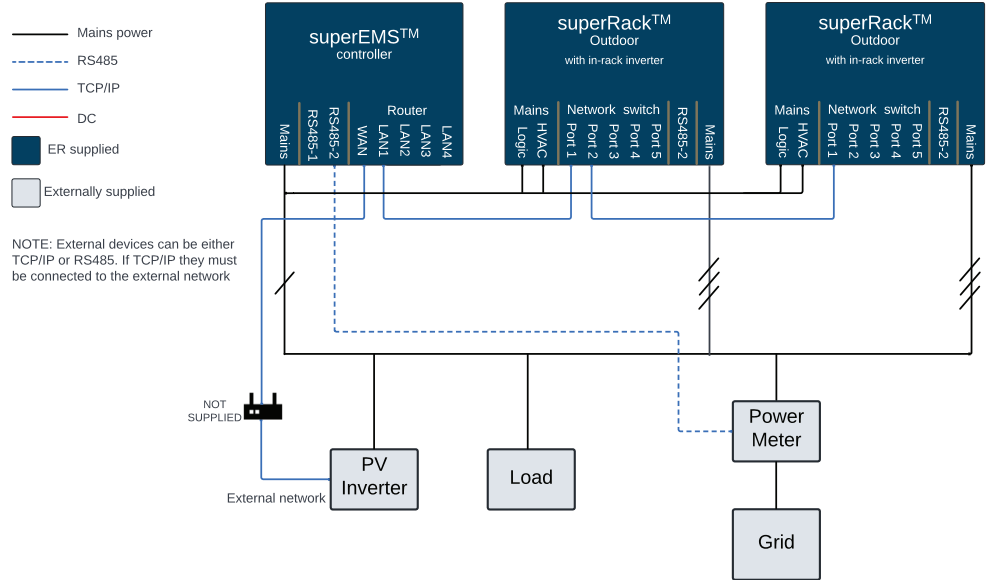 Mains power
RS485
TCP/IP
DC
ER supplied
Externally supplied
NOTE: External devices can be either
TCP/IP or RS485. If TCP/IP they must
be connected to the external network
superEMS™
controller
Router
Mains
RS485-1
RS485-2
WAN
LAN1
LAN2
LAN3
LAN4
superRack™
Outdoor
with in-rack inverter
Mains
Network switch
Logic
HVAC
Port 1
Port 2
Port 3
Port 4
Port 5
RS485-2
Mains
superRack™
Outdoor
with in-rack inverter
Mains
Network switch
Logic
HVAC
Port 1
Port 2
Port 3
Port 4
Port 5
RS485-2
Mains
NOT
SUPPLIED
External network
PV
Inverter
Load
Power
Meter
Grid